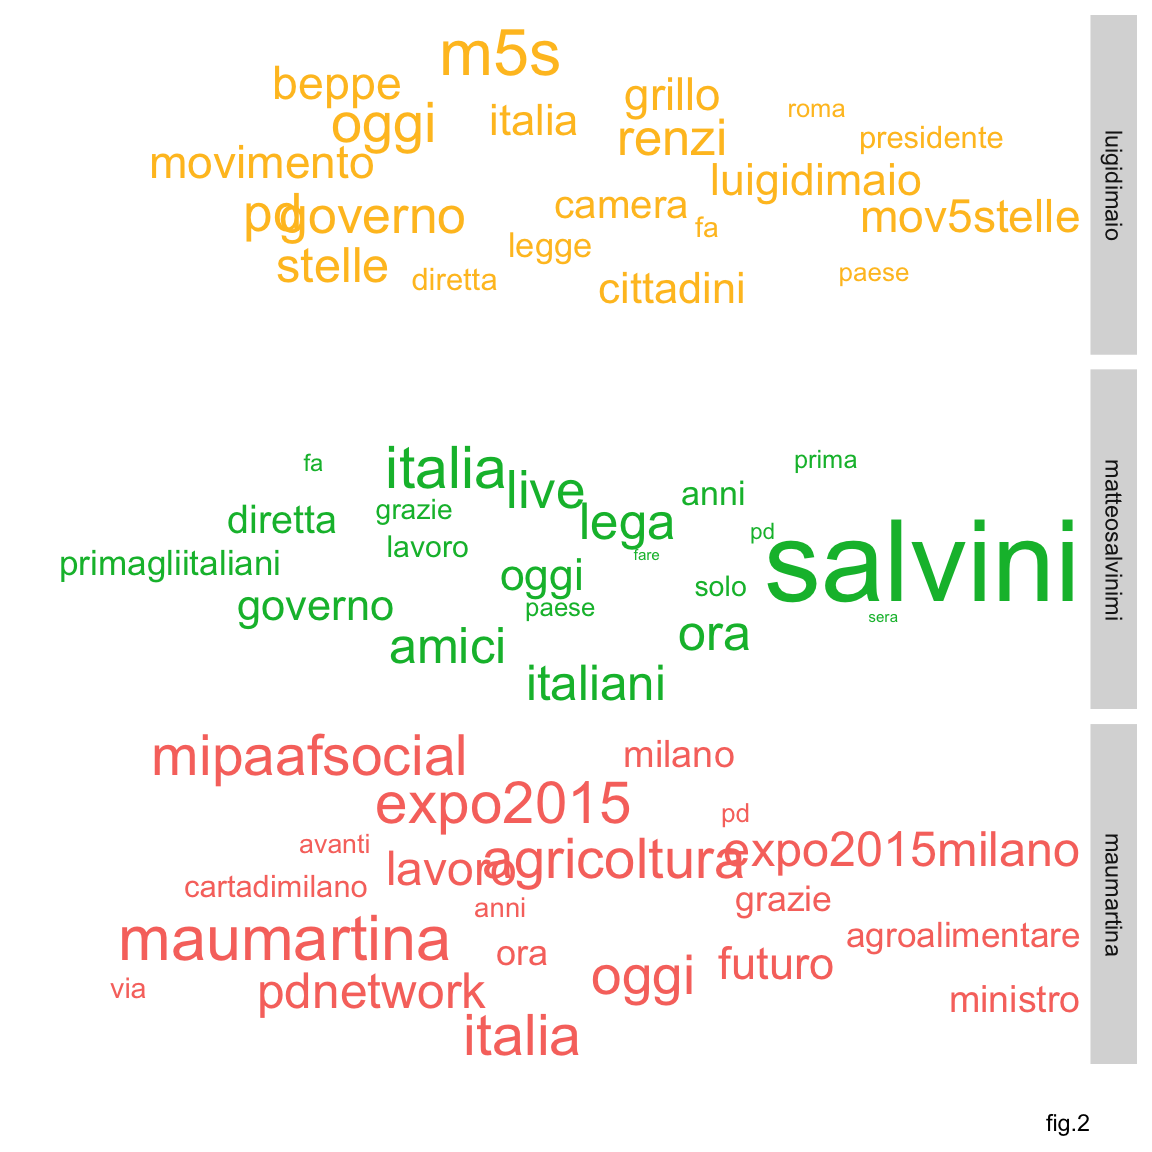 m5s
beppe
grillo
roma
oggi
italia
renzi
presidente
movimento
luigidimaio
pd
governo
camera
fa
mov5stelle
legge
stelle
diretta
cittadini
paese
luigidimaio
fa
italia
prima
live
anni
diretta
grazie
lega
pd
primagliitaliani
lavoro
fare
salvini
oggi
solo
governo
paese
sera
amici
ora
italiani
matteosalvinimi
mipaafsocial
milano
expo2015
pd
avanti
lavoro
agricoltura
expo2015milano
cartadimilano
anni
grazie
maumartina
ora
agroalimentare
via
pdnetwork
oggi
futuro
ministro
italia
maumartina
fig.2